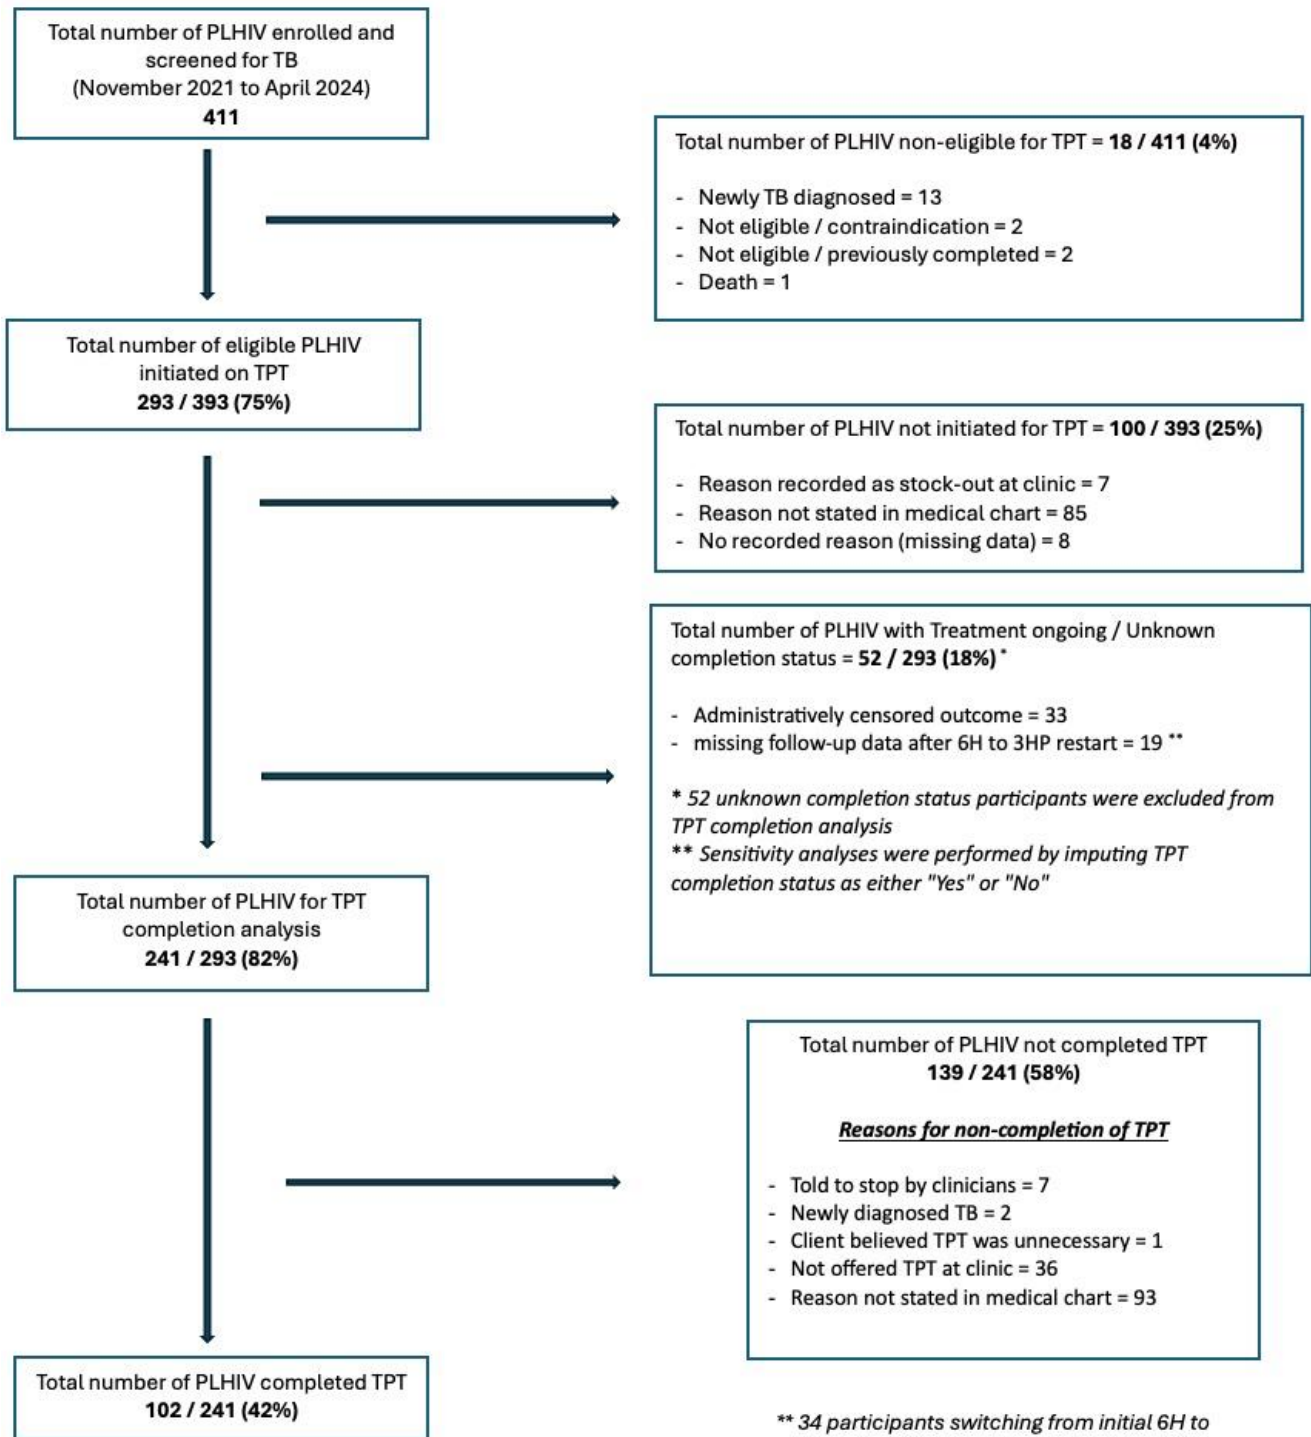 Total number of PLHIV enrolled and
screened for TB
(November 2021 to April 2024)
411
Total number of PLHIV non-eligible for TPT = 18 / 411 (4%)
- Newly TB diagnosed = 13
- Not eligible / contraindication = 2
- Not eligible / previously completed = 2
- Death = 1
Total number of eligible PLHIV
initiated on TPT
293 / 393 (75%)
Total number of PLHIV not initiated for TPT = 100 / 393 (25%)
- Reason recorded as stock-out at clinic = 7
- Reason not stated in medical chart = 85
- No recorded reason (missing data) = 8
Total number of PLHIV with Treatment ongoing / Unknown
completion status = 52 / 293 (18%) *
- Administratively censored outcome = 33
- missing follow-up data after 6H to 3HP restart = 19 **
* 52 unknown completion status participants were excluded from
TPT completion analysis
** Sensitivity analyses were performed by imputing TPT
completion status as either "Yes" or "No"
Total number of PLHIV for TPT
completion analysis
241 / 293 (82%)
Total number of PLHIV not completed TPT
139 / 241 (58%)
Reasons for non-completion of TPT
- Told to stop by clinicians = 7
- Newly diagnosed TB = 2
- Client believed TPT was unnecessary = 1
- Not offered TPT at clinic = 36
- Reason not stated in medical chart = 93
Total number of PLHIV completed TPT
102 / 241 (42%)
** 34 participants switching from initial 6H to